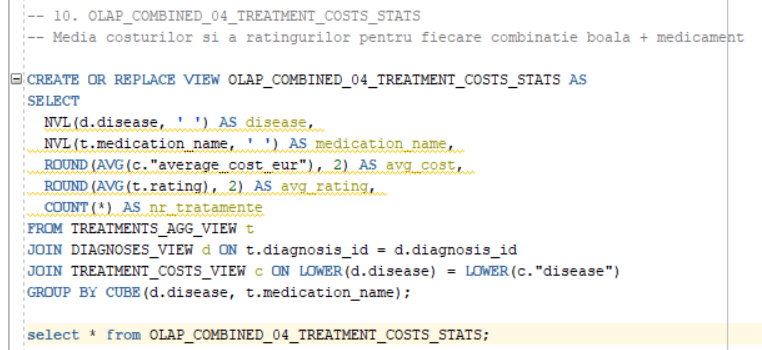 -- 10. OLAP_COMBINED_04_TREATMENT_COSTS_STATS
-- Media costurilor si a ratingurilor pentru fiecare combinatie boala + medicament
CREATE OR REPLACE VIEW OLAP_COMBINED_04_TREATMENT_COSTS_STATS AS
SELECT
NVL(d.disease, ' ') AS disease,
NVL(t.medication_name, ' ') AS medication_name,
ROUND(AVG(c."average_cost_eur"), 2) AS avg_cost,
ROUND(AVG(t.rating), 2) AS avg_rating,
COUNT(*) AS nr_tratamente
FROM TREATMENTS_AGG_VIEW t
JOIN DIAGNOSES_VIEW d ON t.diagnosis_id = d.diagnosis_id
JOIN TREATMENT_COSTS_VIEW c ON LOWER(d.disease) = LOWER(c."disease")
GROUP BY CUBE(d.disease, t.medication_name);
select * from OLAP_COMBINED_04_TREATMENT_COSTS_STATS;